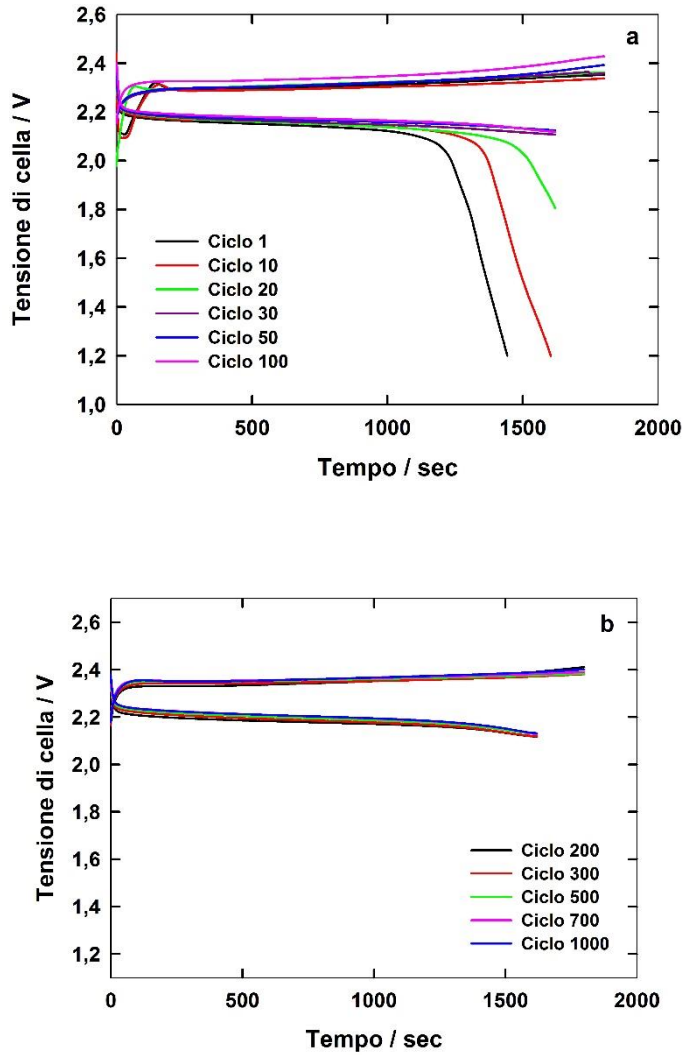 a
2,6
2,4
2,2
2,0
1,8
1,6
1,4
1,2
1,0
Tensione di cella / V
Ciclo 1
Ciclo 10
Ciclo 20
Ciclo 30
Ciclo 50
Ciclo 100
0 500 1000 1500 2000
Tempo / sec
b
2,6
2,4
2,2
2,0
1,8
1,6
1,4
1,2
Tensione di cella / V
Ciclo 200
Ciclo 300
Ciclo 500
Ciclo 700
Ciclo 1000
0 500 1000 1500 2000
Tempo / sec